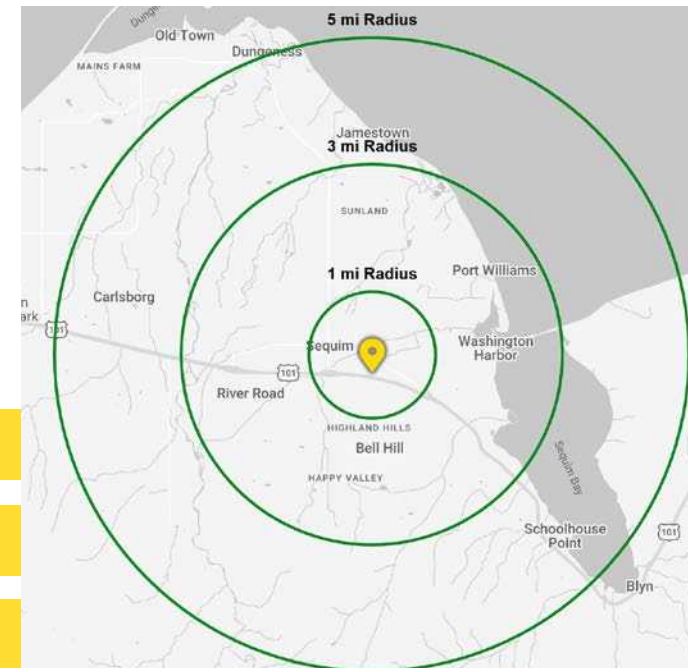 5 mi Radius
Dunge
Old Town
Dungeness
MAINS FARM
Jamestown
3 mi Radius
SUNLAND
1 mi Radius
Port Williams
Carlsborg
n
ark
101
Sequim
Washington
Harbor
101
River Road
HIGHLAND HILLS
Bell Hill
HAPPY VALLEY
Sequim Bay
Schoolhouse
Point
101
Blyn